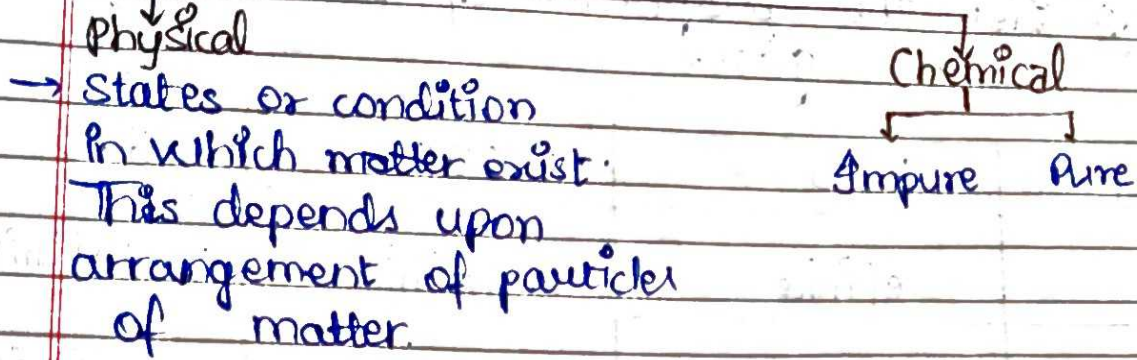 Physical
Chemical
→ States or condition
in which matter exist.
Impure Pure
This depends upon
arrangement of particles
of matter.